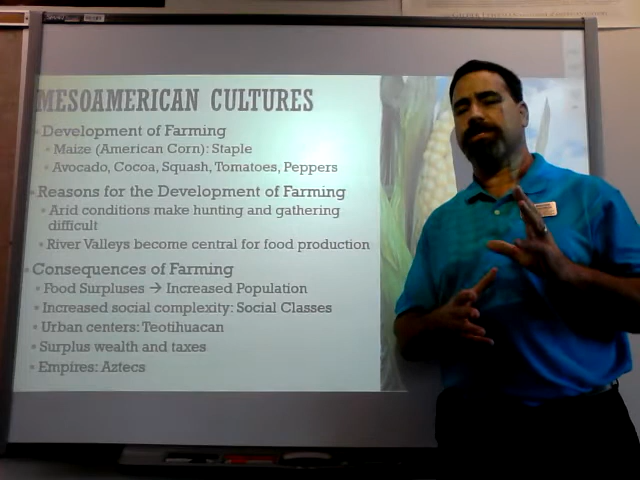 MESOAMERICAN CULTURES
Development of Farming
Maize (American Corn): Staple
Avocado, Cocoa, Squash, Tomatoes, Peppers
Reasons for the Development of Farming
Arid conditions make hunting and gathering
difficult
River Valleys become central for food production
Consequences of Farming
Food Surpluses → Increased Population
Increased social complexity: Social Classes
Urban centers: Teotihuacan
Surplus wealth and taxes
Empires: Aztecs